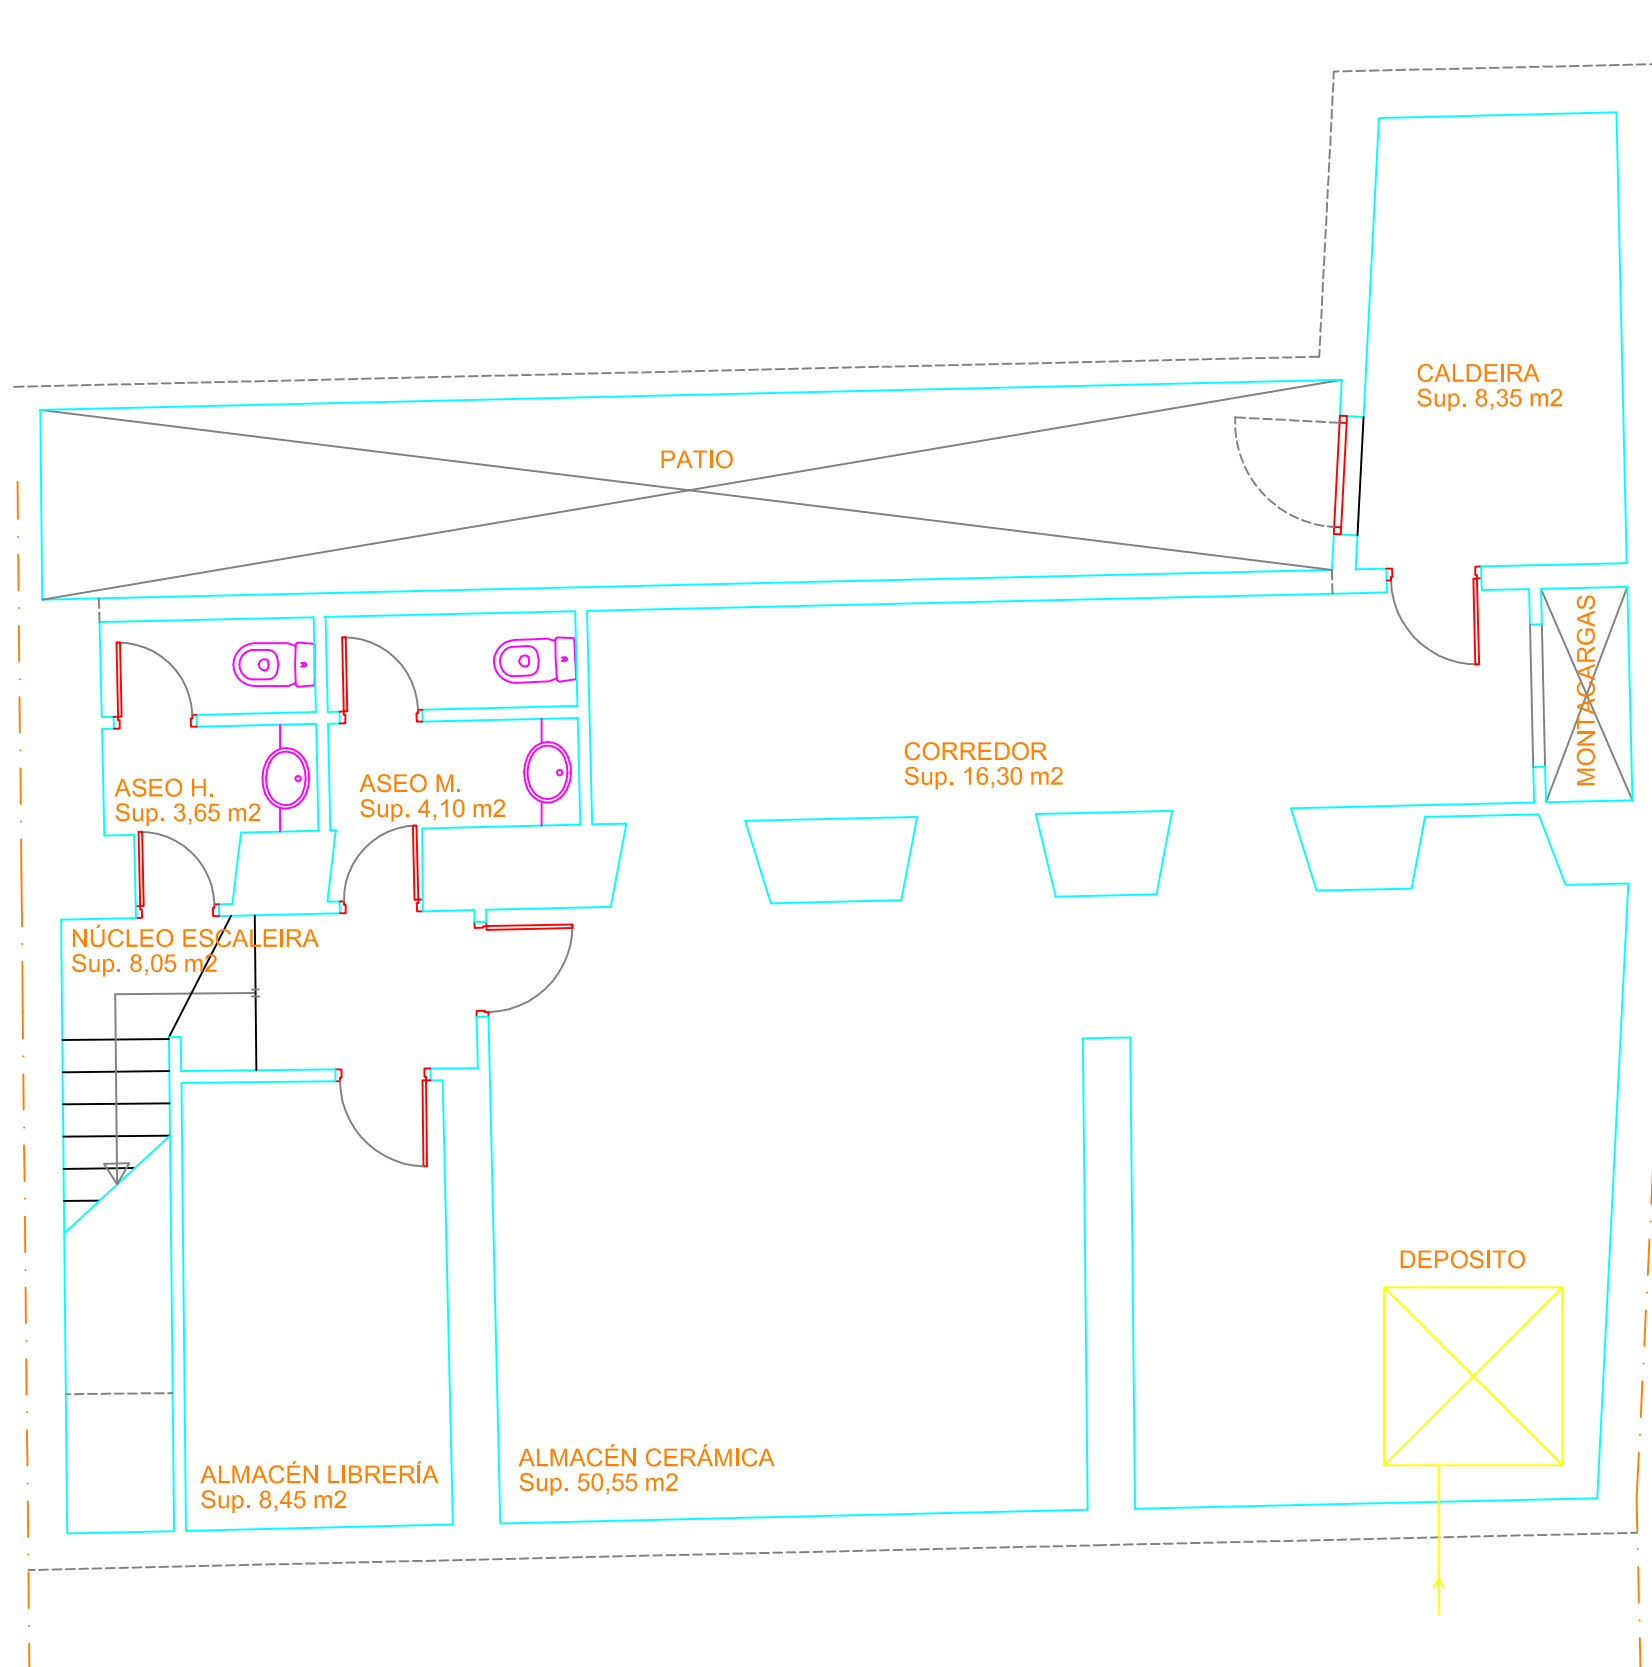 CALDEIRA
Sup. 8,35 m2
PATIO
MONTACARGAS
CORREDOR
Sup. 16,30 m2
ASEO H.
Sup. 3,65 m2
ASEO M.
Sup. 4,10 m2
NÚCLEO ESCALEIRA
Sup. 8,05 m2
DEPOSITO
ALMACÉN LIBRERÍA
Sup. 8,45 m2
ALMACÉN CERÁMICA
Sup. 50,55 m2